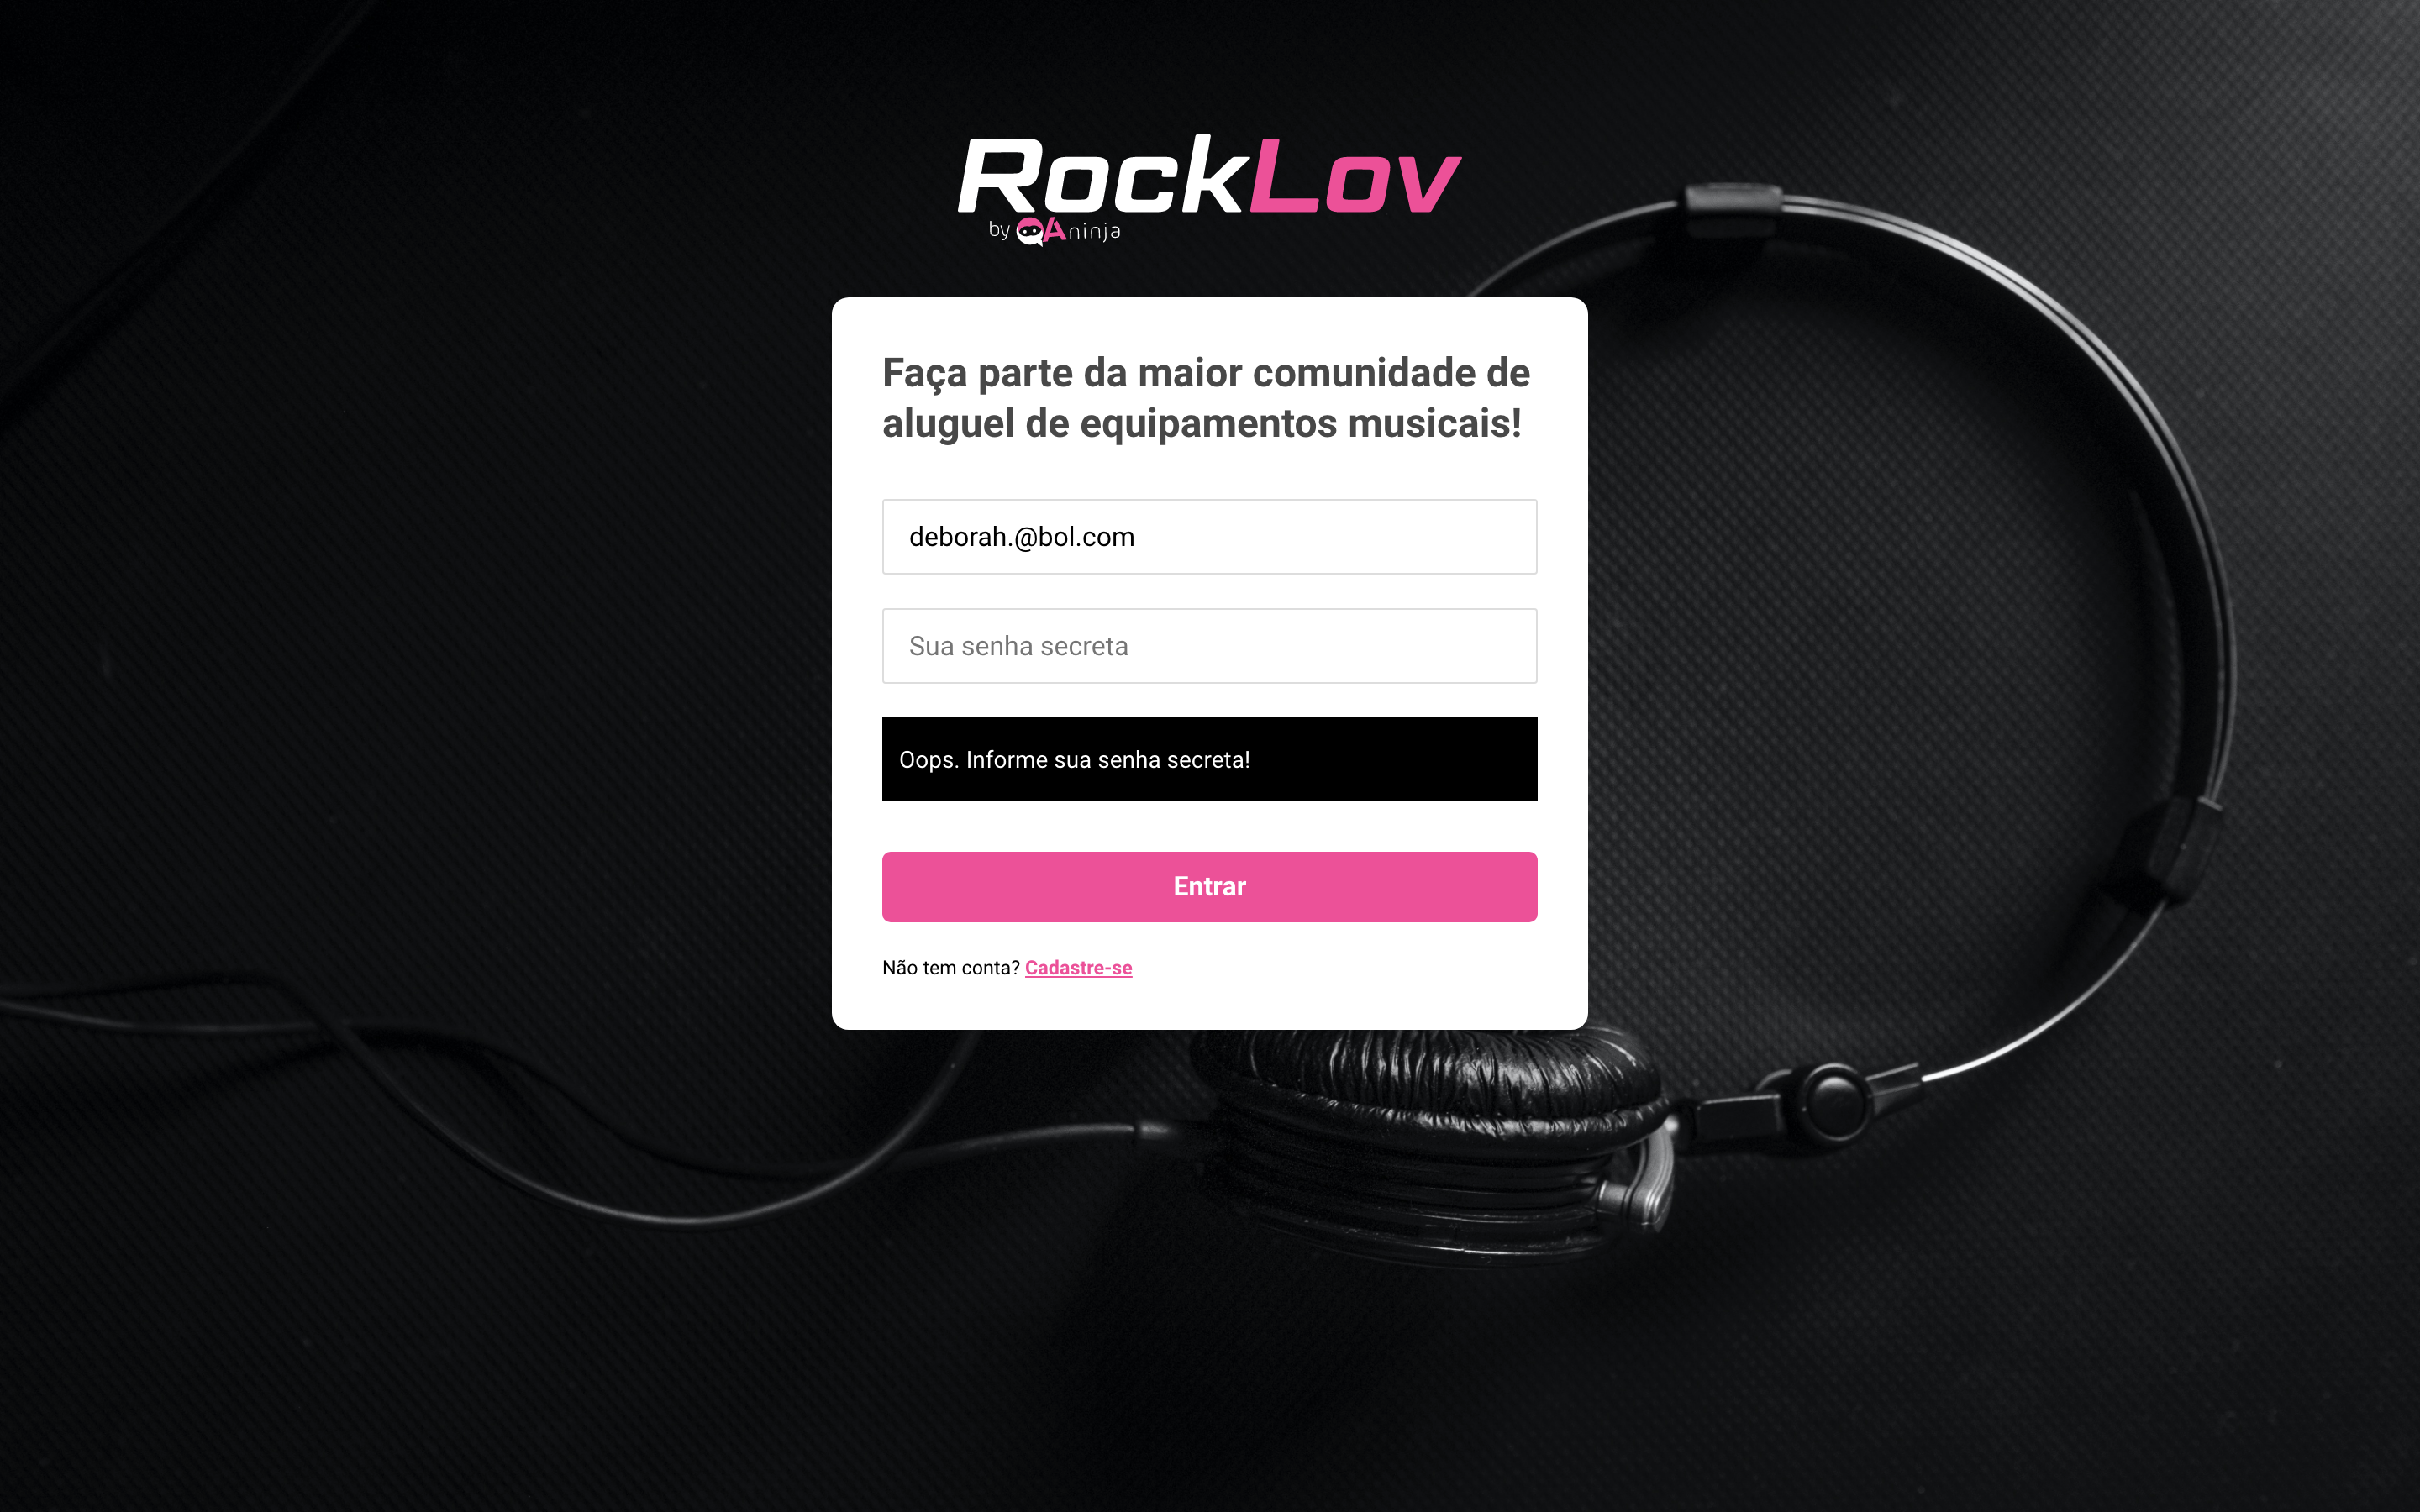 RockLov
by QAninja
Faça parte da maior comunidade de
aluguel de equipamentos musicais!
deborah.@bol.com
Sua senha secreta
Oops. Informe sua senha secreta!
Entrar
Não tem conta? Cadastre-se